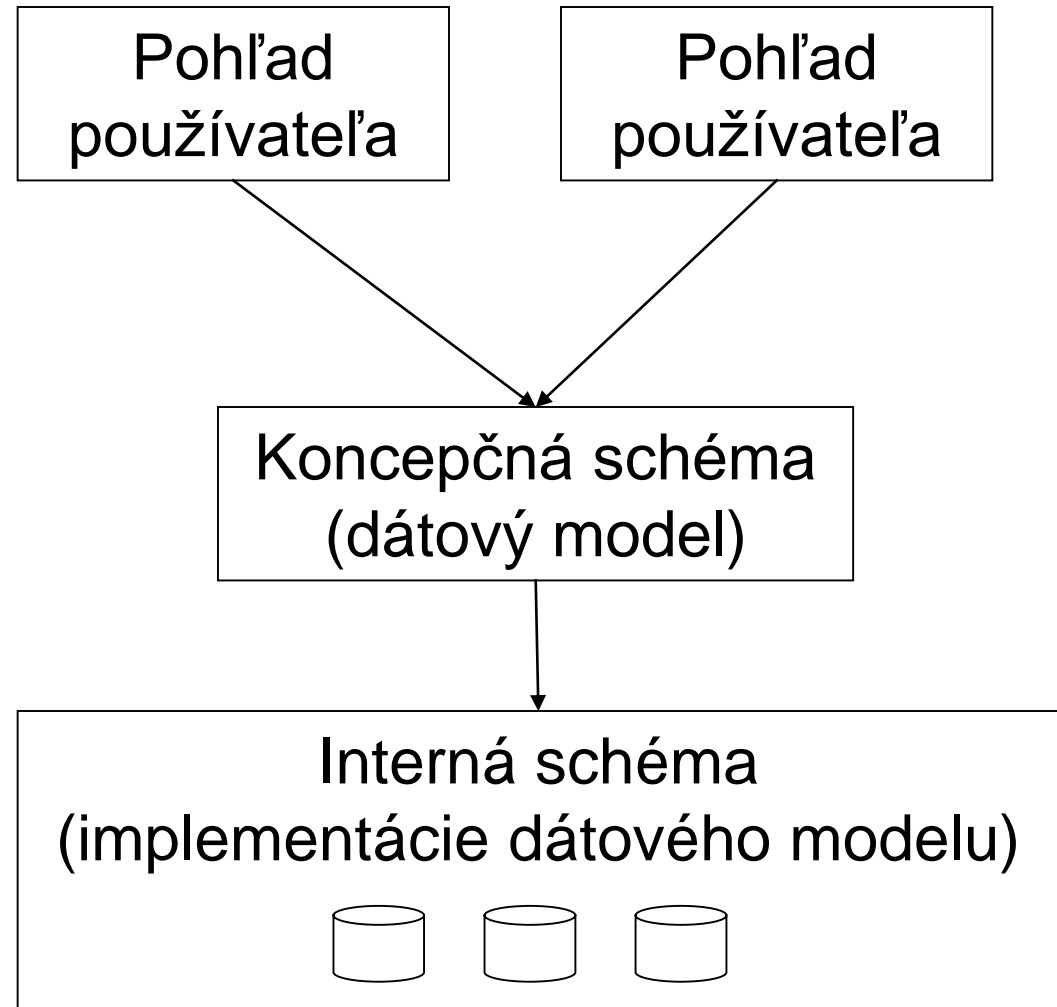 Pohľad
používateľa
Pohľad
používateľa
Koncepčná schéma
(dátový model)
Interná schéma
(implementácie dátového modelu)